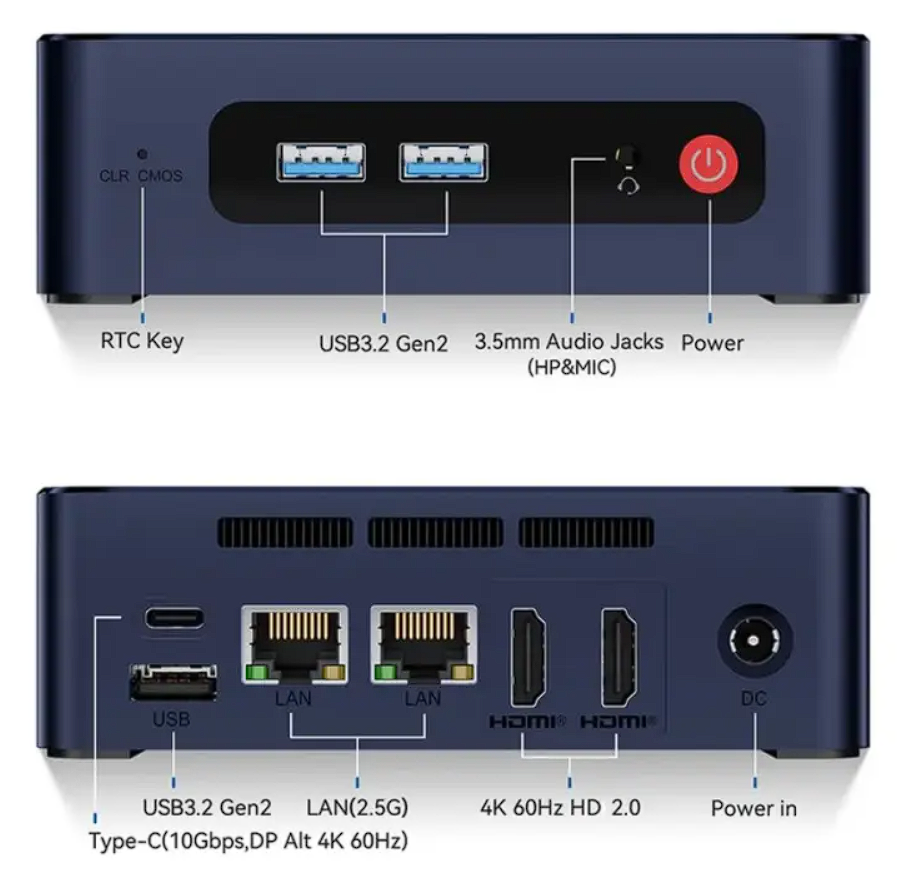 CLR CMOS
RTC Key
USB3.2 Gen2
3.5mm Audio Jacks
(HP&MIC)
Power
USB
LAN
LAN
HDMI®
HDMI®
DC
USB3.2 Gen2
LAN(2.5G)
4K 60Hz HD 2.0
Power in
Type-C(10Gbps,DP Alt 4K 60Hz)